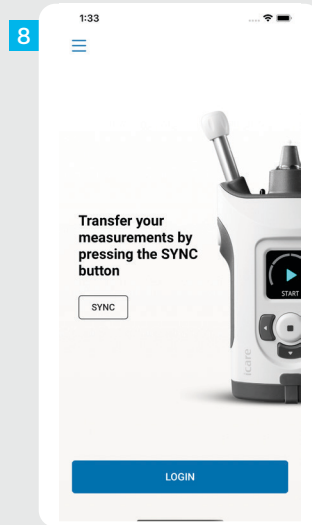 8
1:33
Transfer your
measurements by
pressing the SYNC
button
SYNC
START
icare
LOGIN